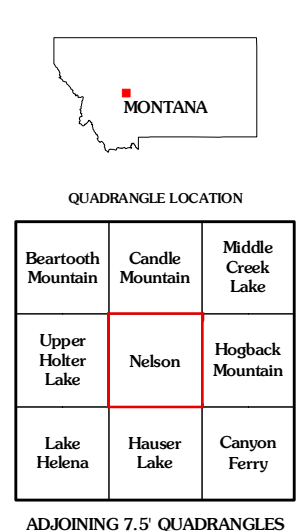 MONTANA
QUADRANGLE LOCATION
Beartooth
Mountain
Candle
Mountain
Middle
Creek
Lake
Upper
Holter
Lake
Nelson
Hogback
Mountain
Lake
Helena
Hauser
Lake
Canyon
Ferry
ADJOINING 7.5' QUADRANGLES